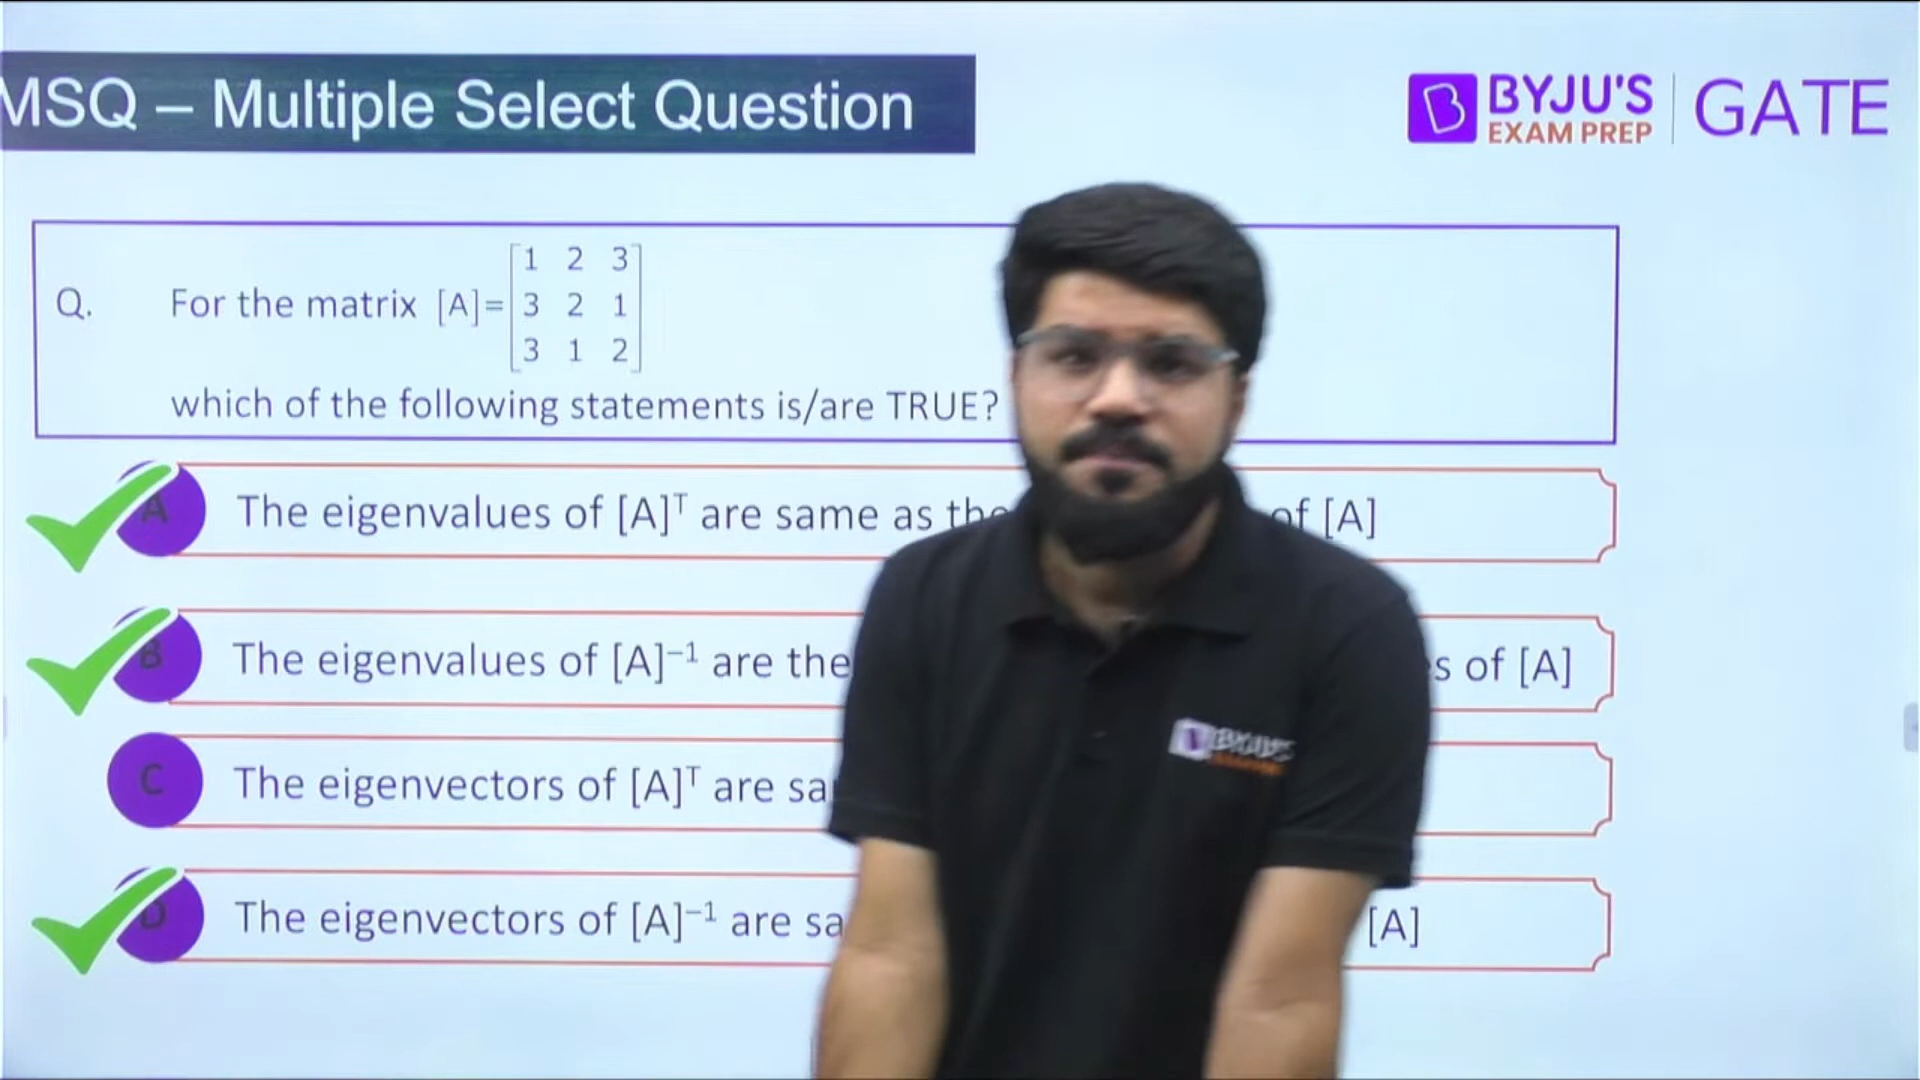 MSQ – Multiple Select Question
BYJU'S
EXAM PREP
GATE
Q. For the matrix [A]=
1 2 3
3 2 1
3 1 2
which of the following statements is/are TRUE?
A The eigenvalues of [A]ᵀ are same as the of [A]
B The eigenvalues of [A]⁻¹ are the of [A]
C The eigenvectors of [A]ᵀ are
D The eigenvectors of [A]⁻¹ are [A]
BYJU'S